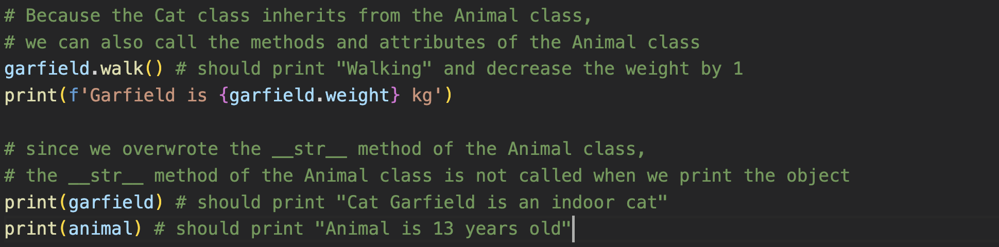 # Because the Cat class inherits from the Animal class,
# we can also call the methods and attributes of the Animal class
garfield.walk() # should print "Walking" and decrease the weight by 1
print(f'Garfield is {garfield.weight} kg')
# since we overwrote the __str__ method of the Animal class,
# the __str__ method of the Animal class is not called when we print the object
print(garfield) # should print "Cat Garfield is an indoor cat"
print(animal) # should print "Animal is 13 years old"